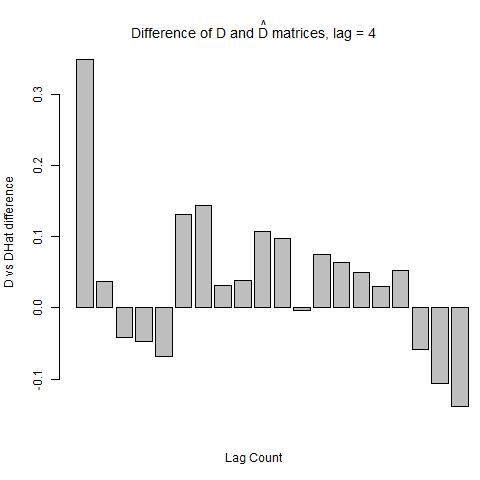 Difference of D and D̂ matrices, lag = 4
D vs DHat difference
0.3
0.2
0.1
0.0
-0.1
Lag Count